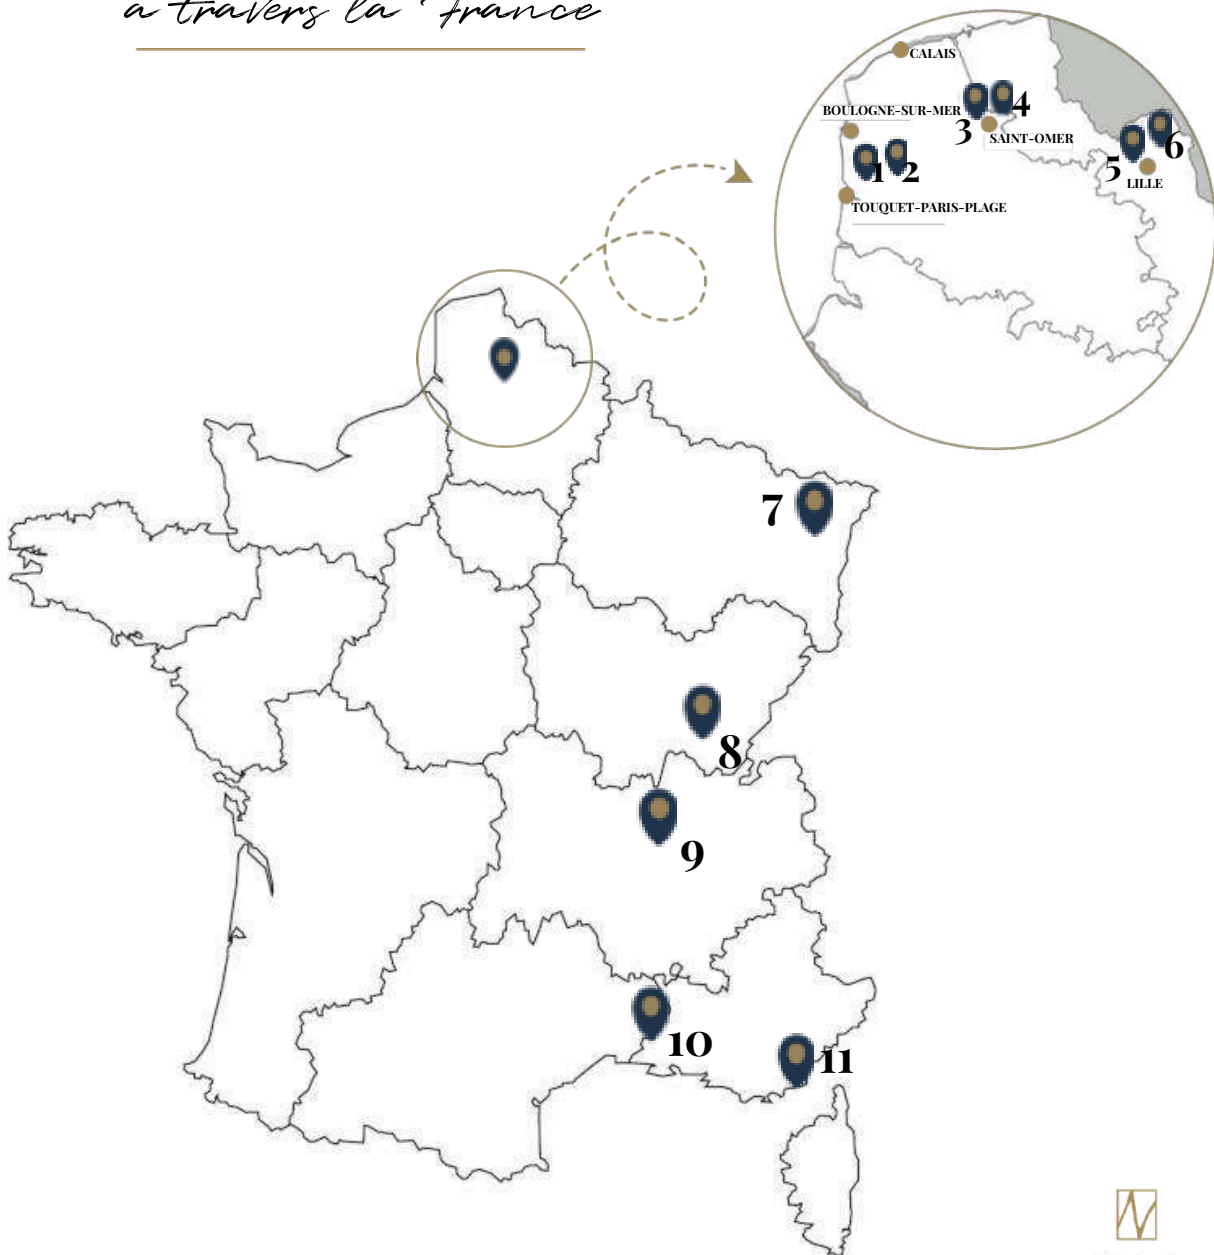 à travers la France
CALAIS
BOULOGNE-SUR-MER
3
4
SAINT-OMER
5
6
LILLE
1
2
TOUQUET-PARIS-PLAGE
7
8
9
10
11